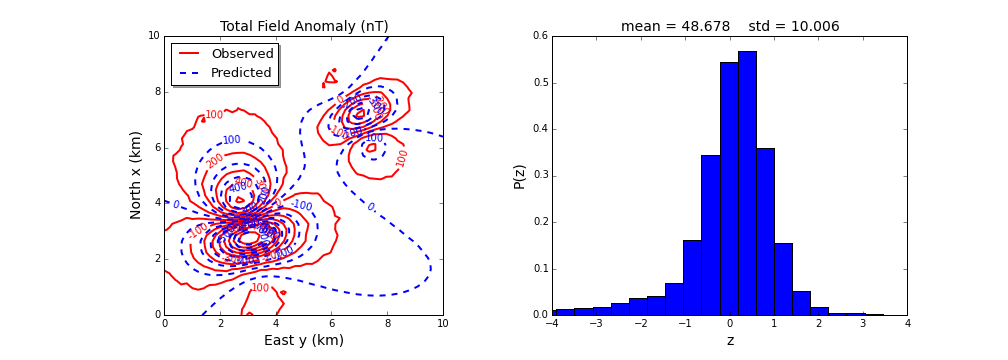 Total Field Anomaly (nT)
Observed
Predicted
North x (km)
10
8
6
4
2
0
100
100
200
400
-100
-100
0.
0.
0.
100
100
100
0 2 4 6 8 10
East y (km)
mean = 48.678 std = 10.006
P(z)
0.6
0.5
0.4
0.3
0.2
0.1
0.0
−4 −3 −2 −1 0 1 2 3 4
z